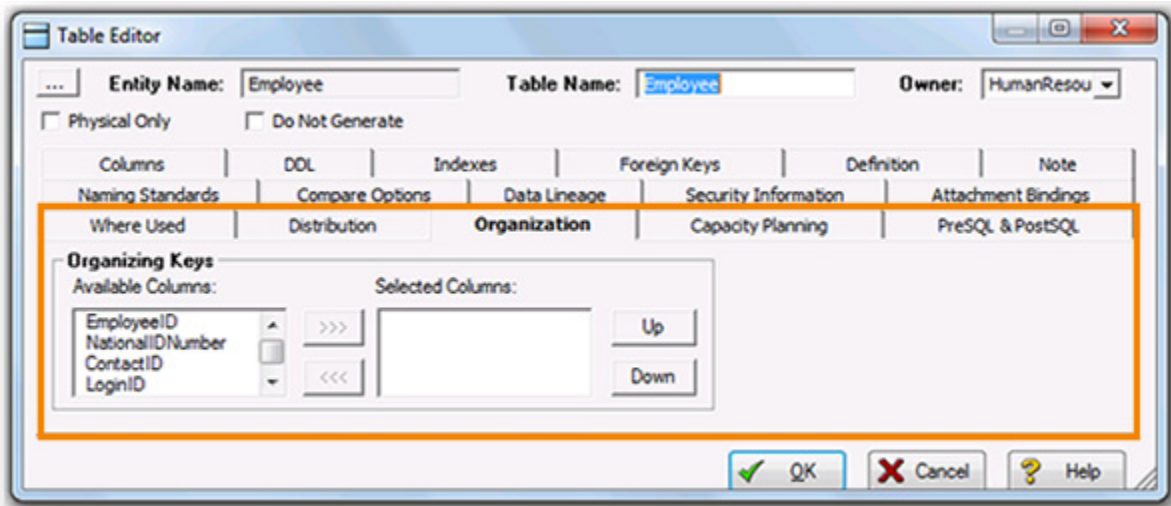 Table Editor
... Entity Name: Employee Table Name: Employee Owner: HumanResou
Physical Only Do Not Generate
Columns DDL Indexes Foreign Keys Definition Note
Naming Standards Compare Options Data Lineage Security Information Attachment Bindings
Where Used Distribution Organization Capacity Planning PreSQL & PostSQL
Organizing Keys
Available Columns: Selected Columns:
EmployeeID
NationalIDNumber
ContactID
LoginID
>>> Up
<<< Down
OK Cancel Help